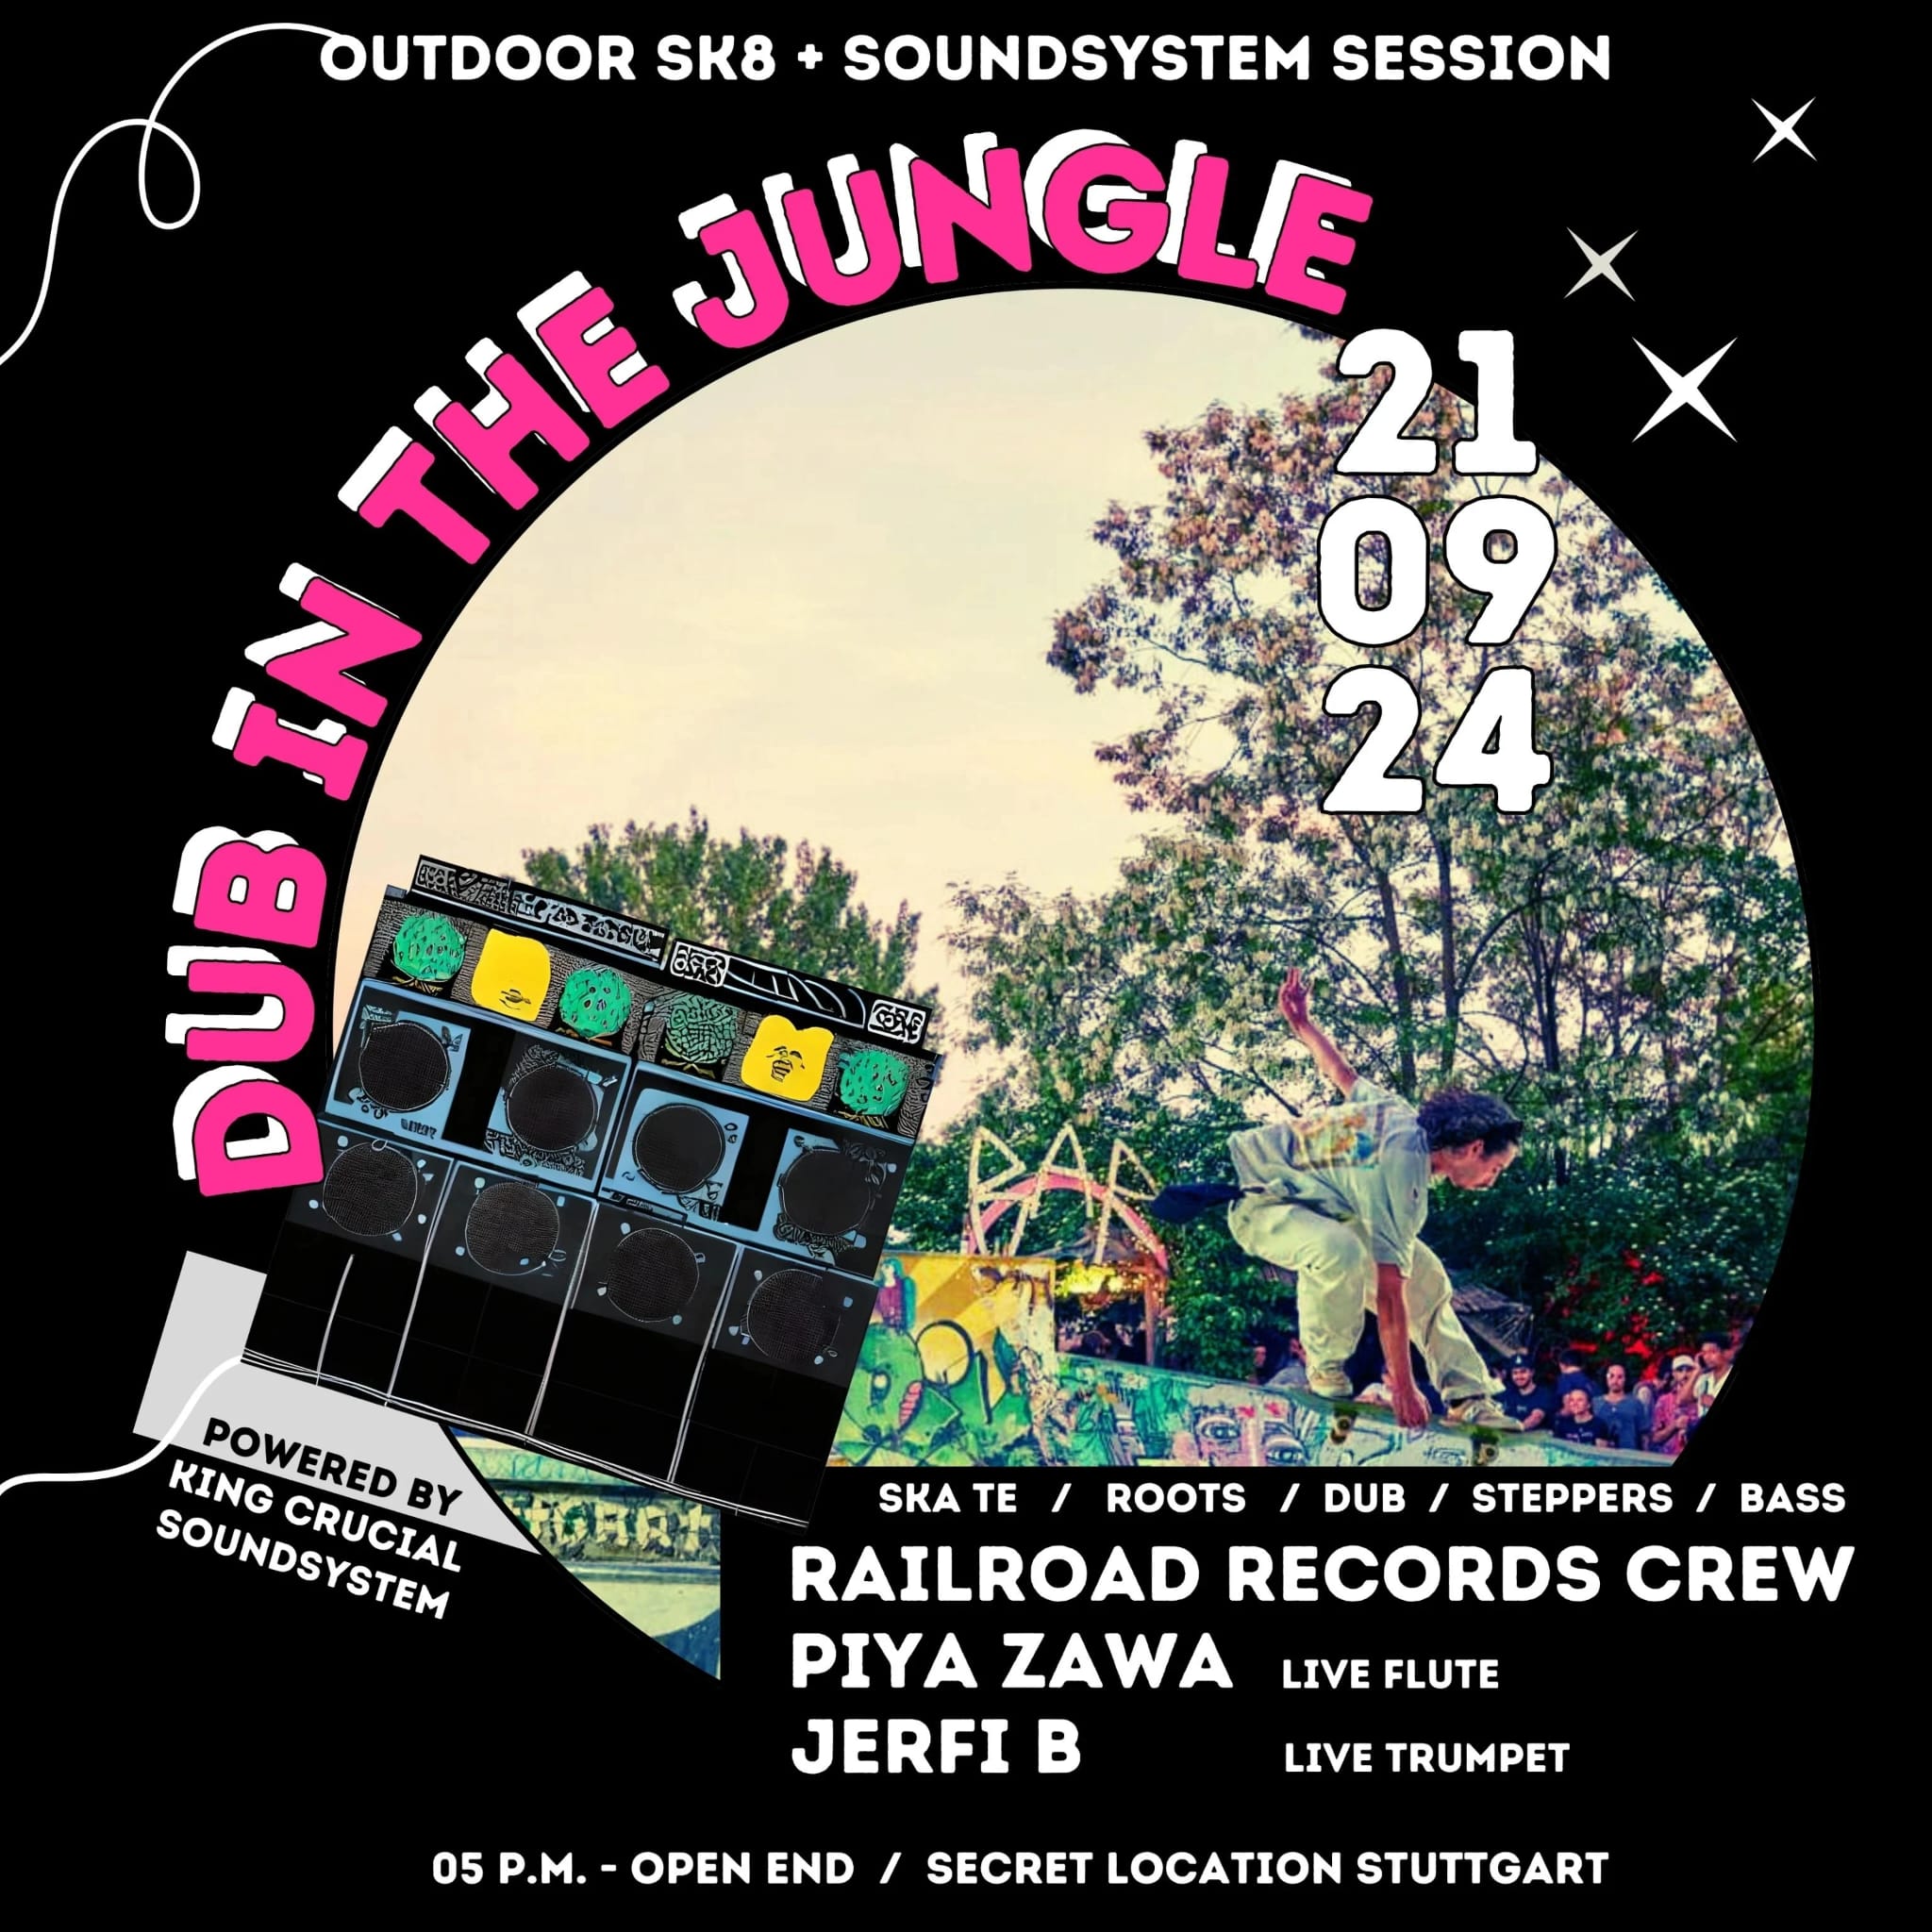 OUTDOOR SK8 + SOUNDSYSTEM SESSION
DUB IN THE JUNGLE
21
09
24
BAR
POWERED BY
KING CRUCIAL
SOUNDSYSTEM
SKA TE / ROOTS / DUB / STEPPERS / BASS
RAILROAD RECORDS CREW
PIYA ZAWA LIVE FLUTE
JERFI B LIVE TRUMPET
05 P.M. - OPEN END / SECRET LOCATION STUTTGART